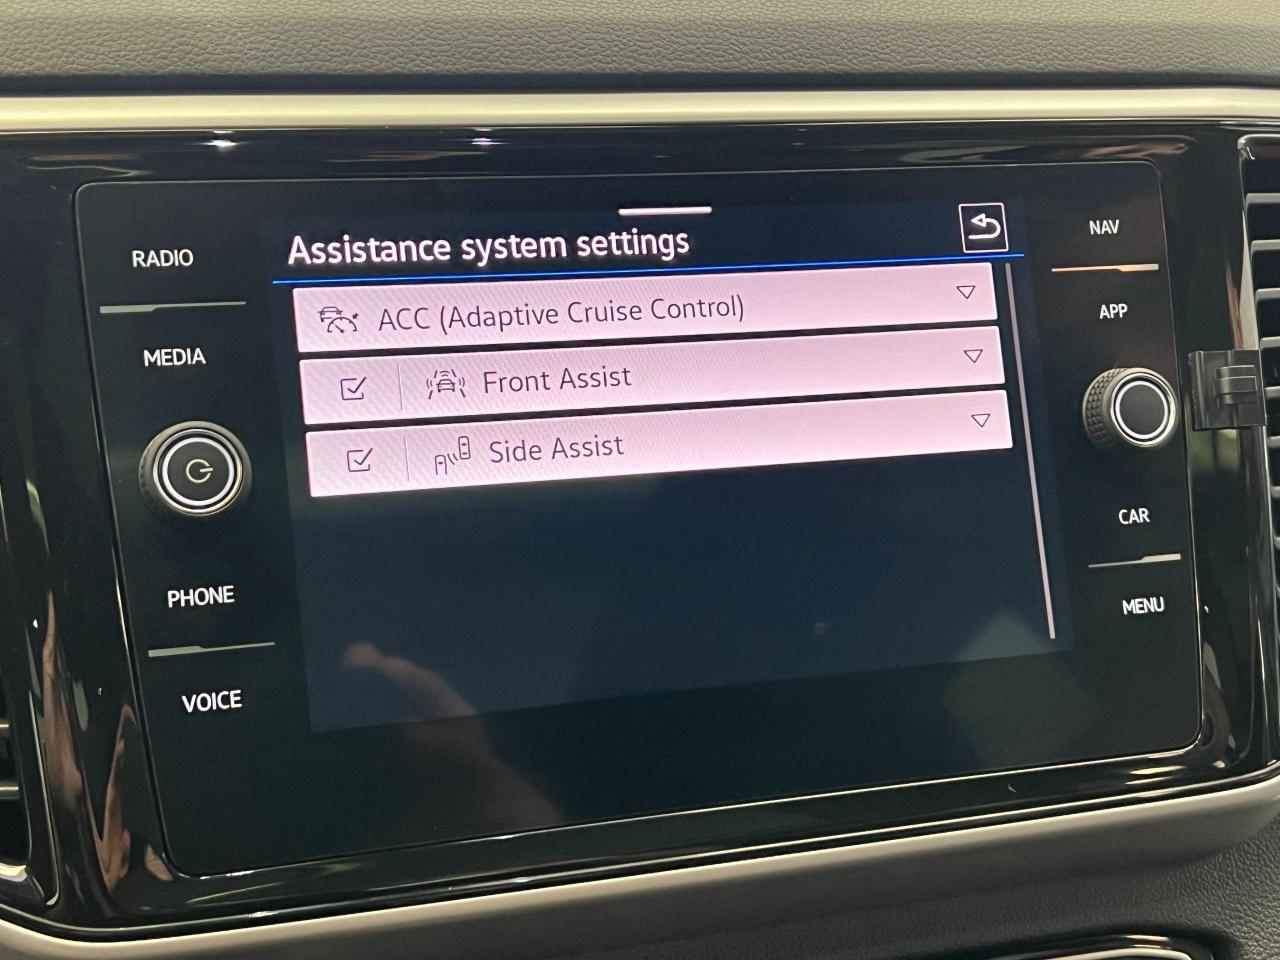 Assistance system settings
ACC (Adaptive Cruise Control)
Front Assist
Side Assist
RADIO
MEDIA
PHONE
VOICE
NAV
APP
CAR
MENU